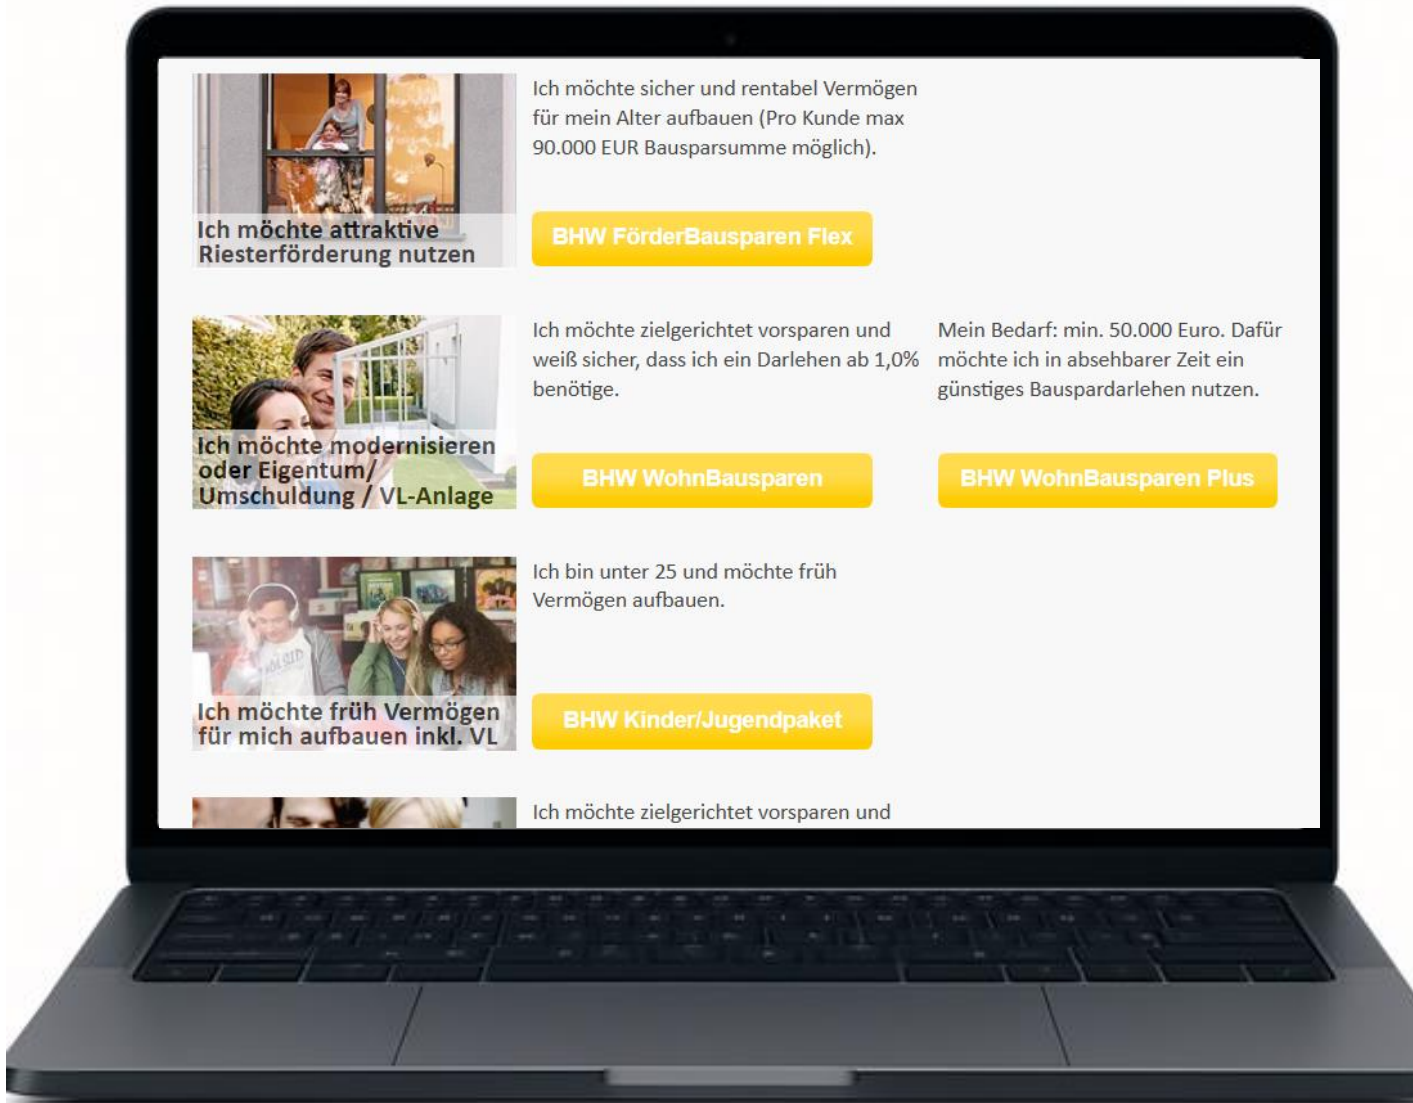 Ich möchte sicher und rentabel Vermögen
für mein Alter aufbauen (Pro Kunde max
90.000 EUR Bausparsumme möglich).
Ich möchte attraktive
Riesterförderung nutzen
BHW FörderBausparen Flex
Ich möchte zielgerichtet vorsparen und
weiß sicher, dass ich ein Darlehen ab 1,0%
benötige.
Mein Bedarf: min. 50.000 Euro. Dafür
möchte ich in absehbarer Zeit ein
günstiges Bauspardarlehen nutzen.
Ich möchte modernisieren
oder Eigentum/
Umschuldung / VL-Anlage
BHW WohnBausparen
BHW WohnBausparen Plus
Ich bin unter 25 und möchte früh
Vermögen aufbauen.
Ich möchte früh Vermögen
für mich aufbauen inkl. VL
BHW Kinder/Jugendpaket
Ich möchte zielgerichtet vorsparen und